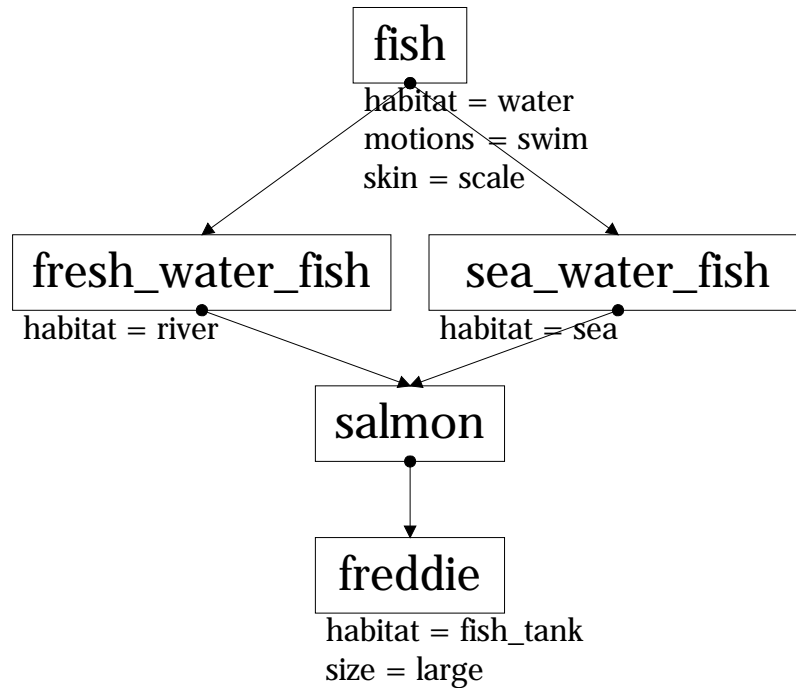 fish
habitat = water
motions = swim
skin = scale
fresh_water_fish
sea_water_fish
habitat = river
habitat = sea
salmon
freddie
habitat = fish_tank
size = large